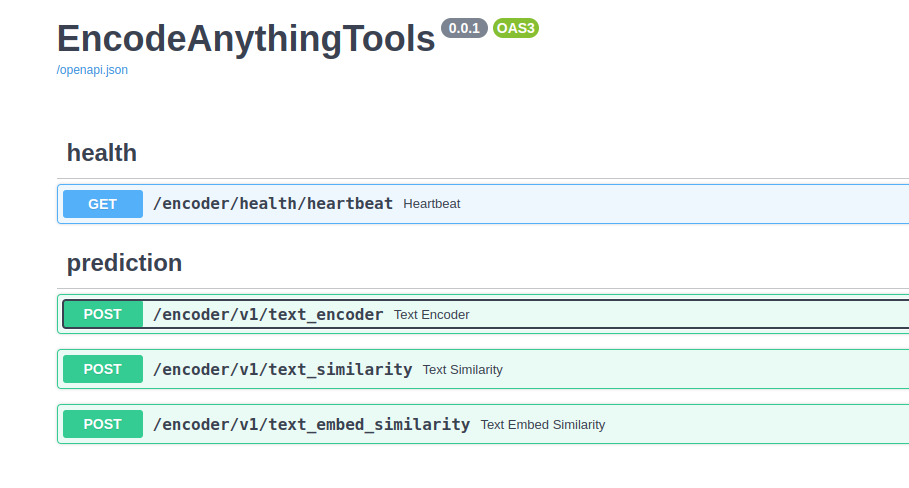 EncodeAnythingTools 0.0.1 OAS3
/openapi.json
health
GET /encoder/health/heartbeat Heartbeat
prediction
POST /encoder/v1/text_encoder Text Encoder
POST /encoder/v1/text_similarity Text Similarity
POST /encoder/v1/text_embed_similarity Text Embed Similarity